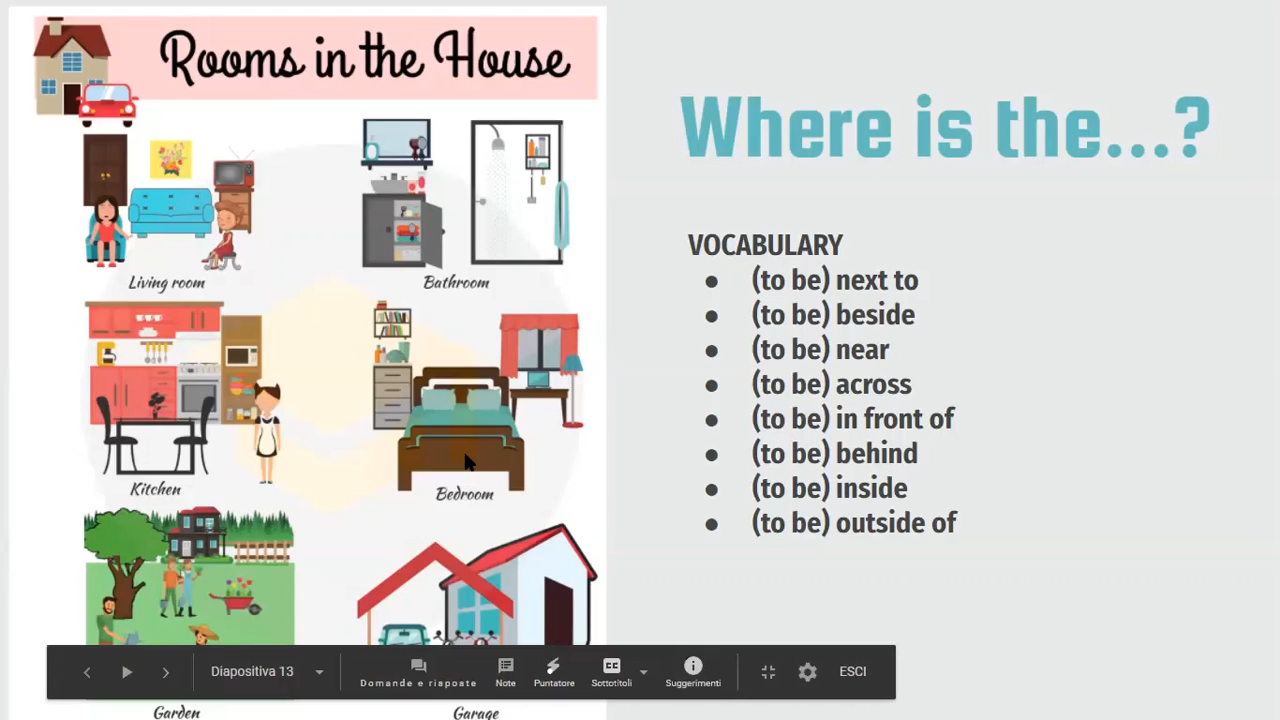 Rooms in the House
Living room
Bathroom
Kitchen
Bedroom
Garden
Garage
Where is the...?
VOCABULARY
● (to be) next to
● (to be) beside
● (to be) near
● (to be) across
● (to be) in front of
● (to be) behind
● (to be) inside
● (to be) outside of
Diapositiva 13
Domande e risposte
Note
Puntatore
Sottotitoli
Suggerimenti
ESCI